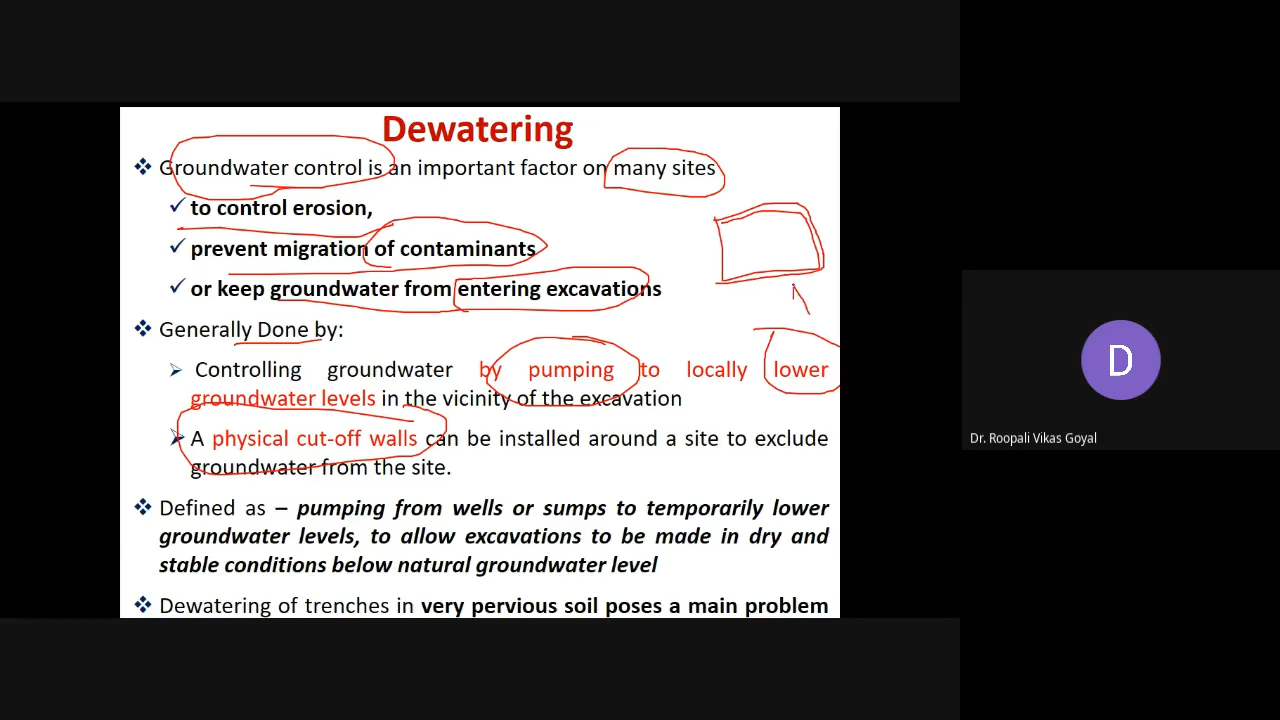 Dewatering
❖ Groundwater control is an important factor on many sites
✓ to control erosion,
✓ prevent migration of contaminants
✓ or keep groundwater from entering excavations
❖ Generally Done by:
➢ Controlling groundwater by pumping to locally lower
groundwater levels in the vicinity of the excavation
➢ A physical cut-off walls can be installed around a site to exclude
groundwater from the site.
❖ Defined as – pumping from wells or sumps to temporarily lower
groundwater levels, to allow excavations to be made in dry and
stable conditions below natural groundwater level
❖ Dewatering of trenches in very pervious soil poses a main problem
D
Dr. Roopali Vikas Goyal